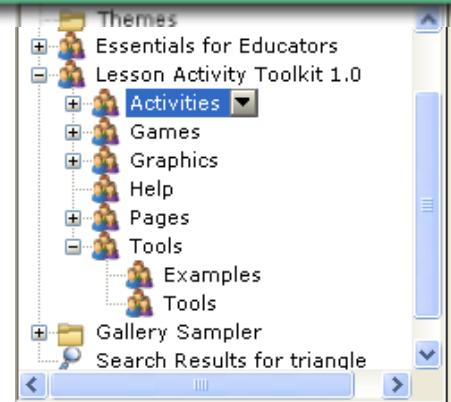 Themes
Essentials for Educators
Lesson Activity Toolkit 1.0
Activities
Games
Graphics
Help
Pages
Tools
Examples
Tools
Gallery Sampler
Search Results for triangle